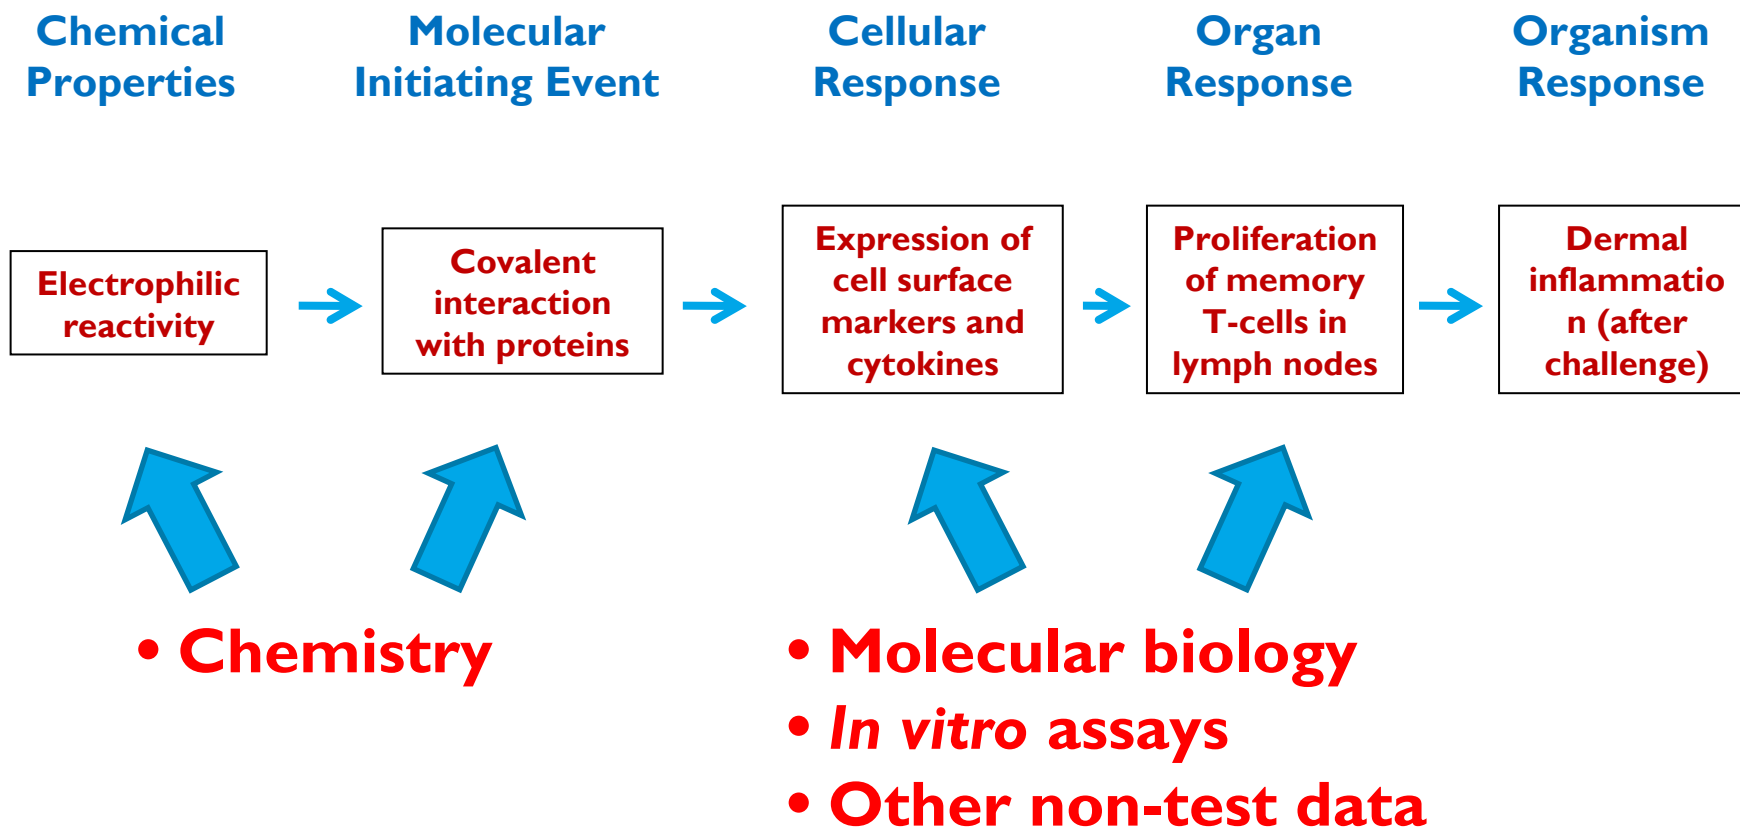 Chemical
Properties
Molecular
Initiating Event
Cellular
Response
Organ
Response
Organism
Response
Electrophilic
reactivity
Covalent
interaction
with proteins
Expression of
cell surface
markers and
cytokines
Proliferation
of memory
T-cells in
lymph nodes
Dermal
inflammatio
n (after
challenge)
• Chemistry
• Molecular biology
• In vitro assays
• Other non-test data